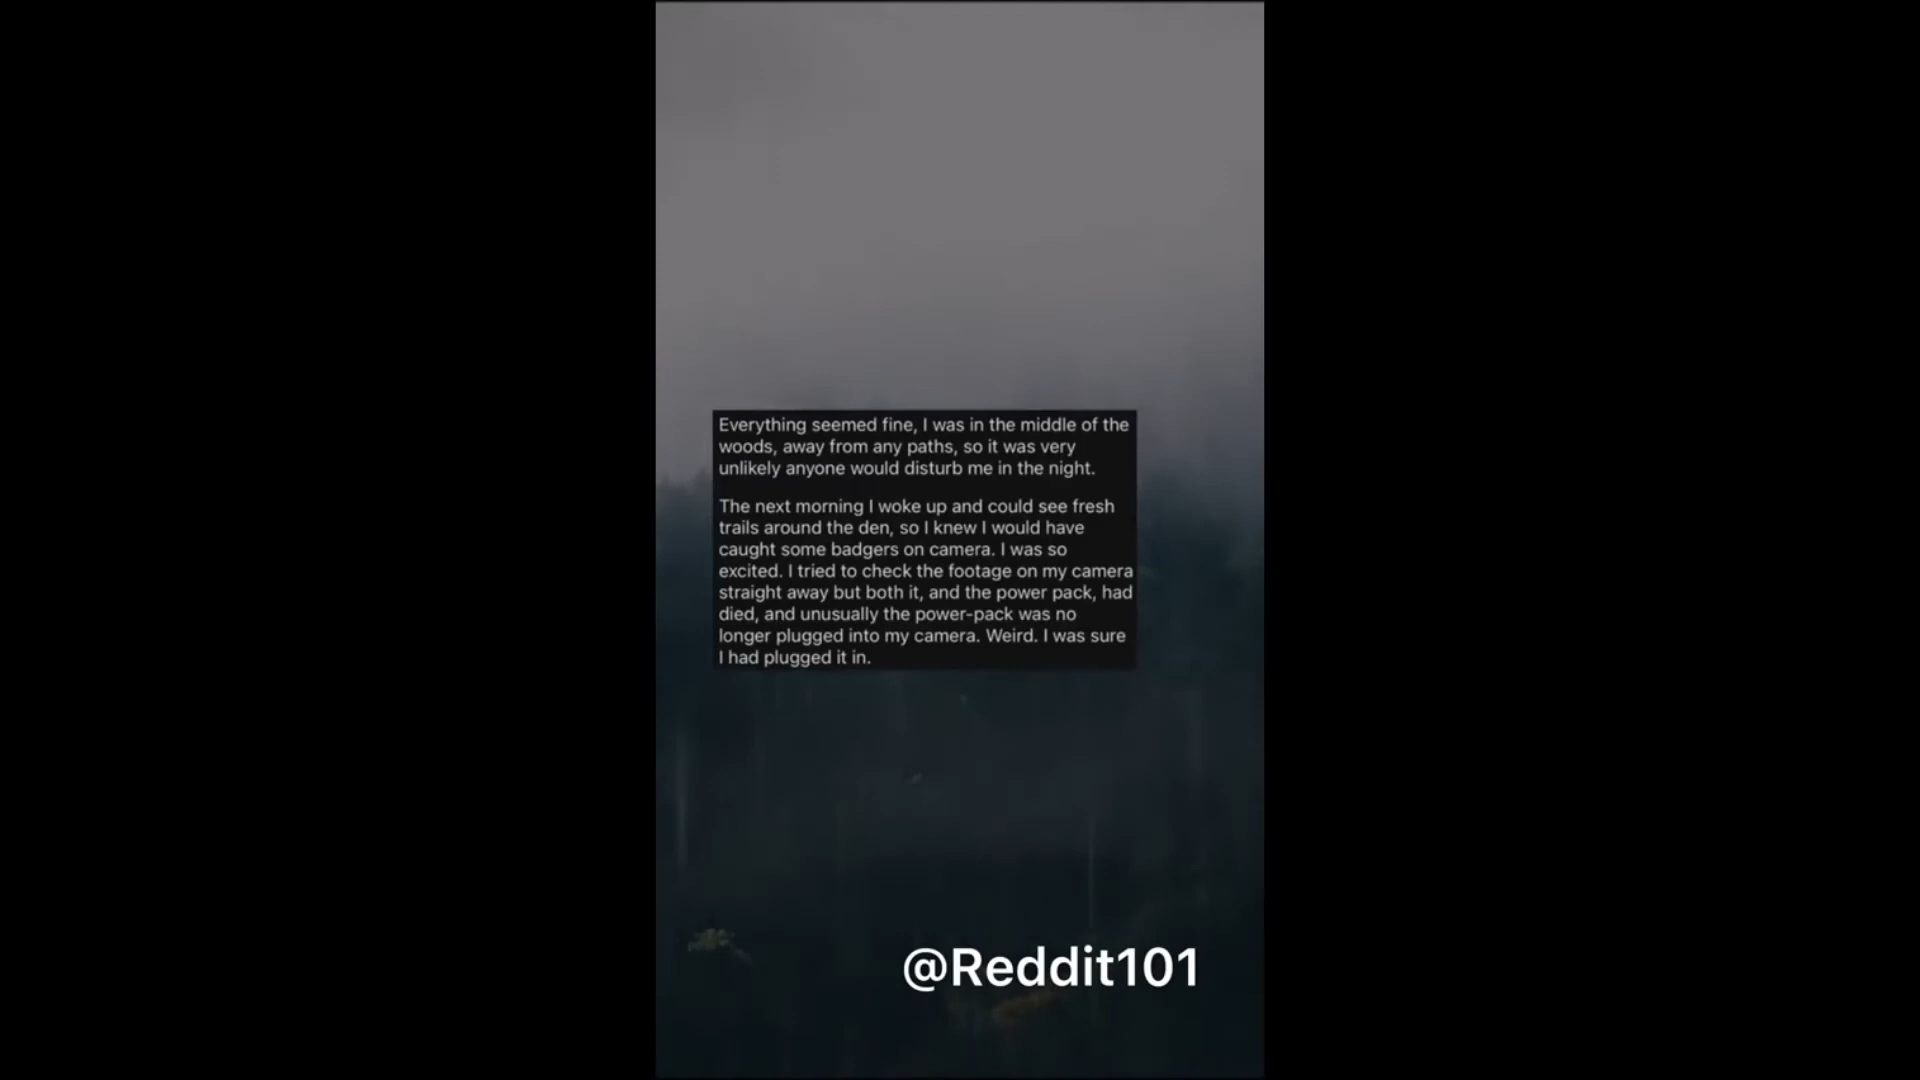 Everything seemed fine, I was in the middle of the
woods, away from any paths, so it was very
unlikely anyone would disturb me in the night.
The next morning I woke up and could see fresh
trails around the den, so I knew I would have
caught some badgers on camera. I was so
excited. I tried to check the footage on my camera
straight away but both it, and the power pack, had
died, and unusually the power-pack was no
longer plugged into my camera. Weird. I was sure
I had plugged it in.
@Reddit101